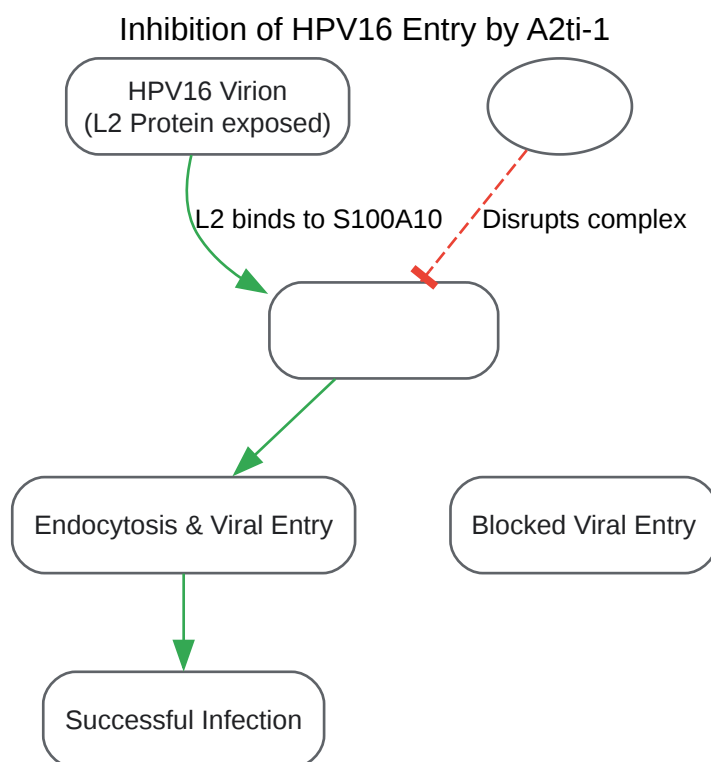 Inhibition of HPV16 Entry by A2ti-1
HPV16 Virion
(L2 Protein exposed)
L2 binds to S100A10
Disrupts complex
Endocytosis & Viral Entry
Blocked Viral Entry
Successful Infection